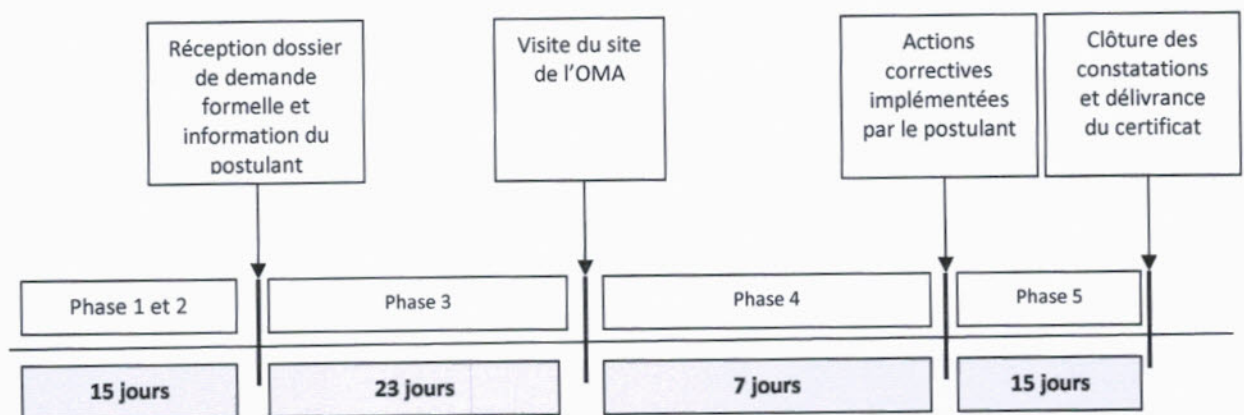 Réception dossier
de demande
formelle et
information du
postulant
Visite du site
de l'OMA
Actions
correctives
implémentées
par le postulant
Clôture des
constatations
et délivrance
du certificat
Phase 1 et 2
Phase 3
Phase 4
Phase 5
15 jours
23 jours
7 jours
15 jours